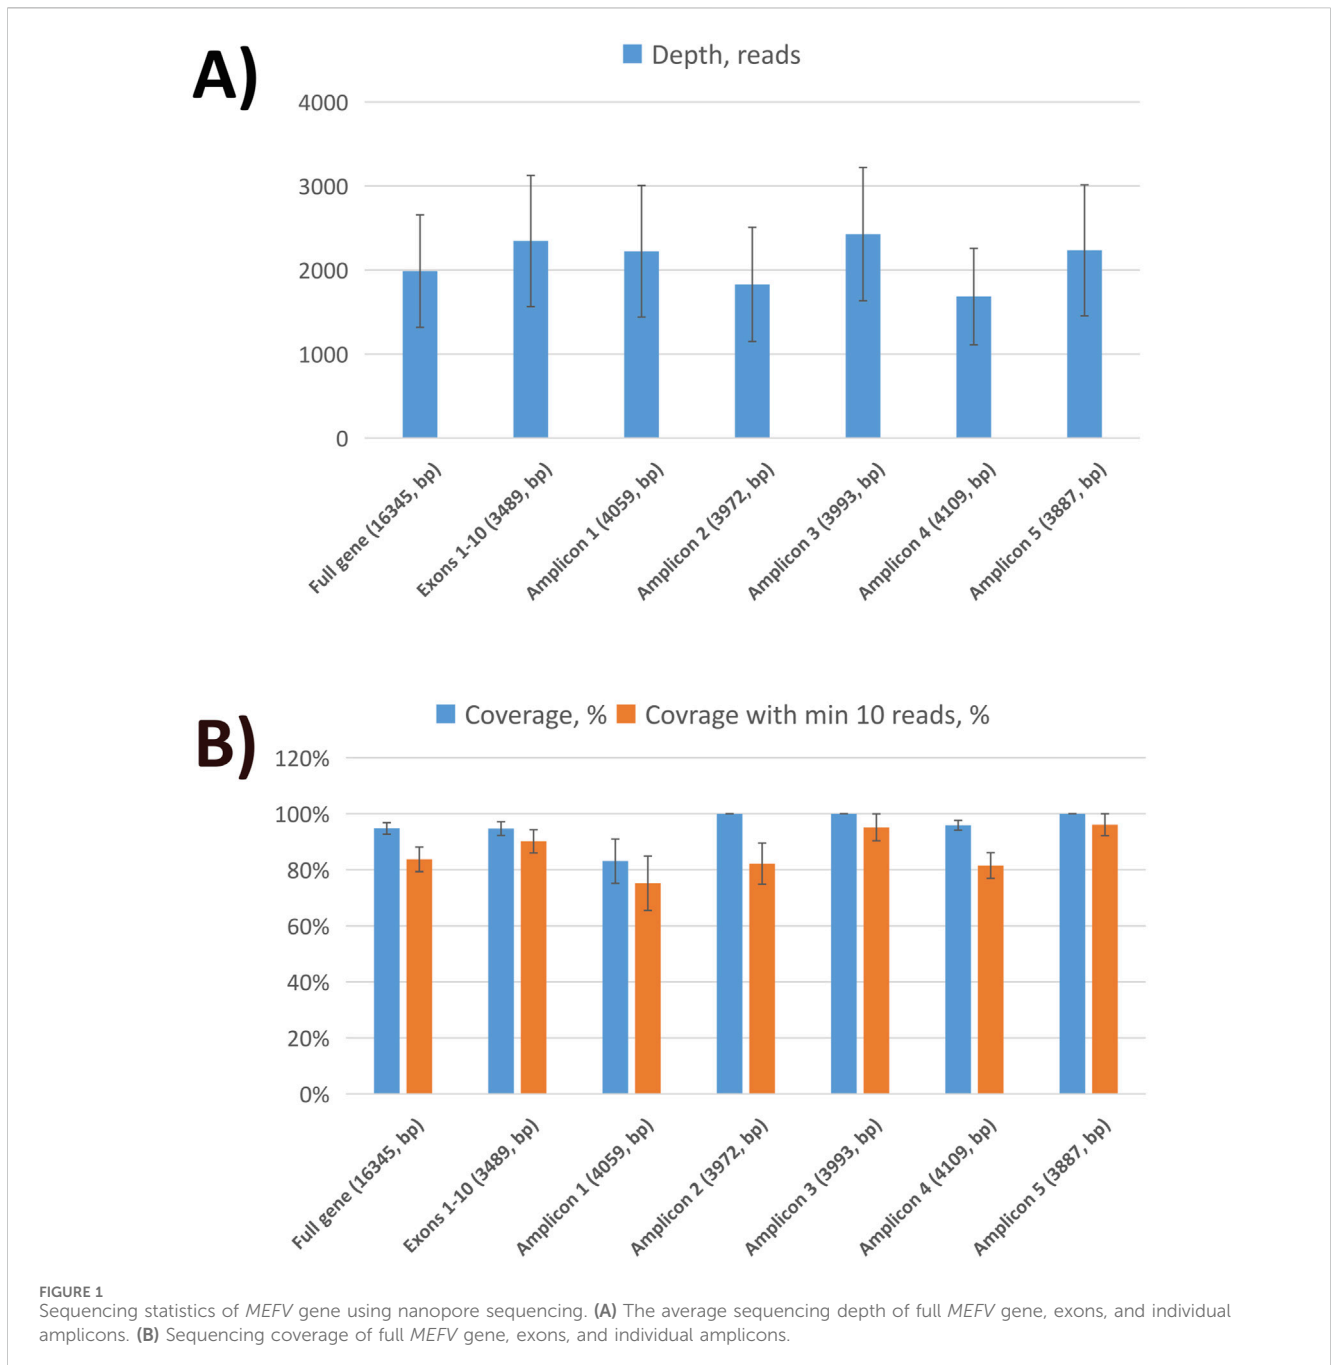 A)
Depth, reads
4000
3000
2000
1000
0
Full gene (16345, bp)
Exons 1-10 (3489, bp)
Amplicon 1 (4059, bp)
Amplicon 2 (3972, bp)
Amplicon 3 (3993, bp)
Amplicon 4 (4109, bp)
Amplicon 5 (3887, bp)
B)
Coverage, % Covrage with min 10 reads, %
120%
100%
80%
60%
40%
20%
0%
Full gene (16345, bp)
Exons 1-10 (3489, bp)
Amplicon 1 (4059, bp)
Amplicon 2 (3972, bp)
Amplicon 3 (3993, bp)
Amplicon 4 (4109, bp)
Amplicon 5 (3887, bp)
FIGURE 1
Sequencing statistics of MEFV gene using nanopore sequencing. (A) The average sequencing depth of full MEFV gene, exons, and individual
amplicons. (B) Sequencing coverage of full MEFV gene, exons, and individual amplicons.